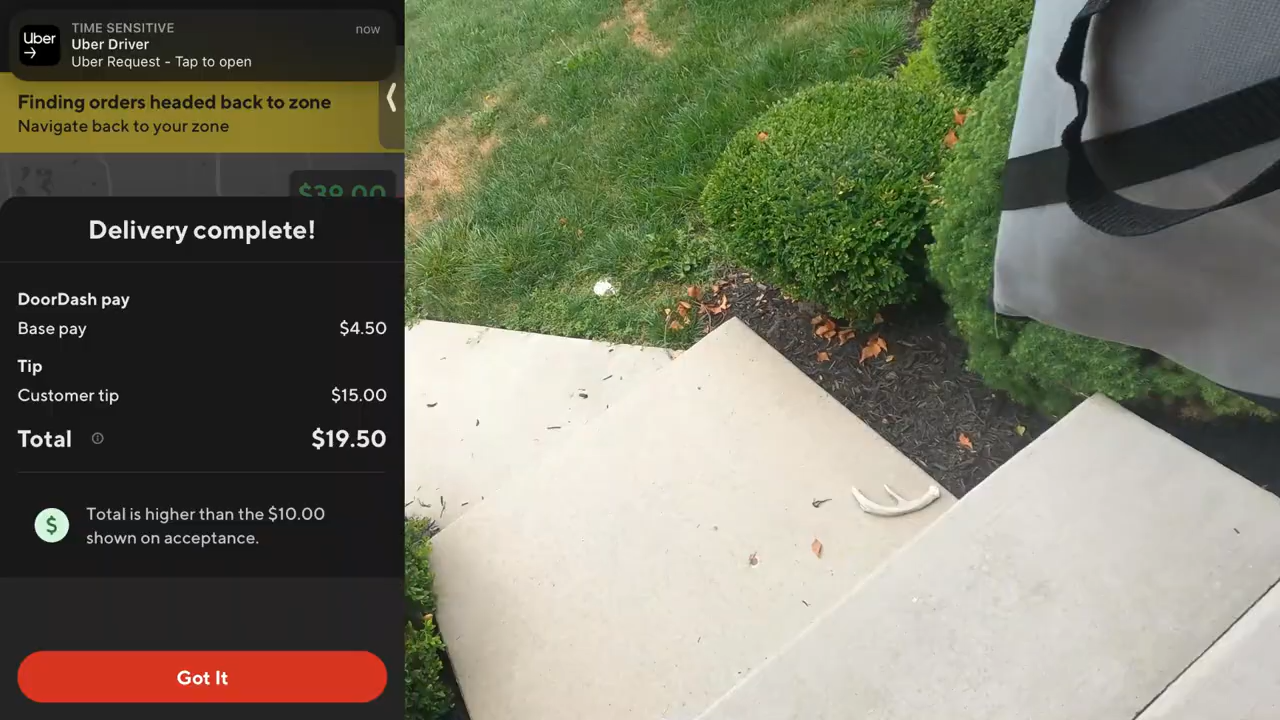 Uber
TIME SENSITIVE
now
Uber Driver
Uber Request - Tap to open
Finding orders headed back to zone
Navigate back to your zone
$39.00
Delivery complete!
DoorDash pay
Base pay
$4.50
Tip
Customer tip
$15.00
Total
$19.50
Total is higher than the $10.00
shown on acceptance.
Got It